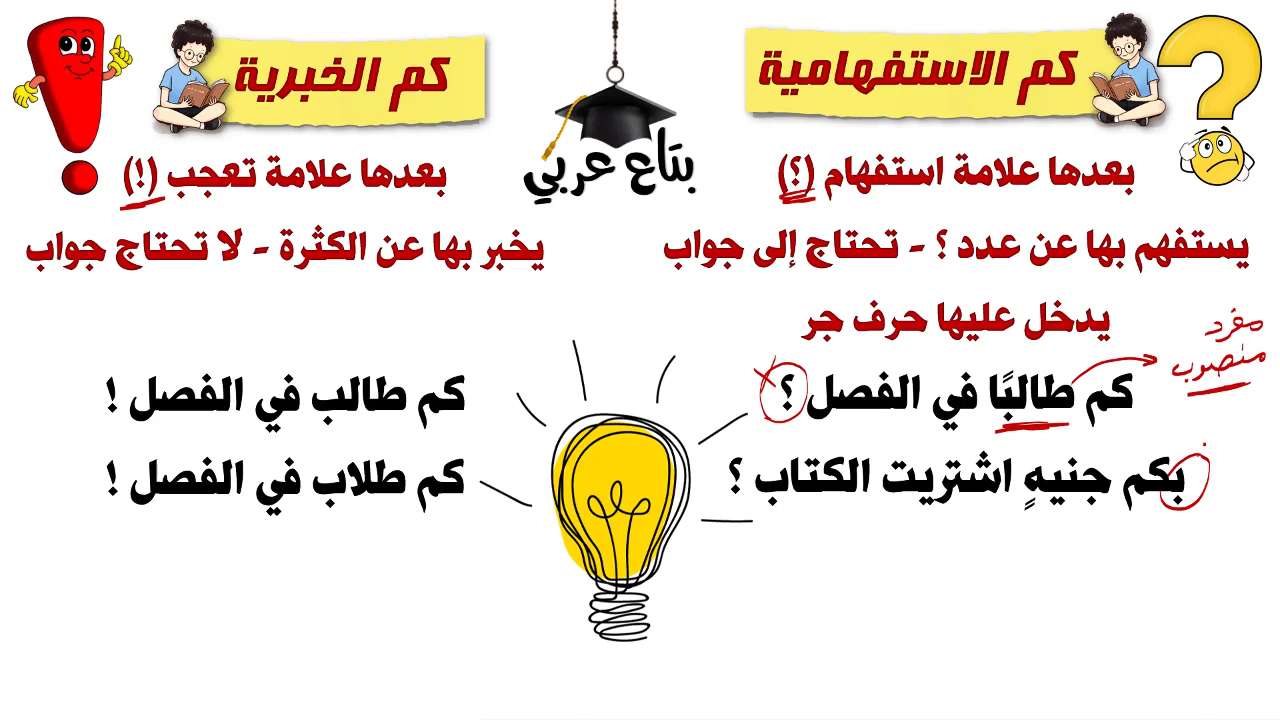 كم الاستفهامية
بعدها علامة استفهام (؟)
يستفهم بها عن عدد ؟ - تحتاج إلى جواب
يدخل عليها حرف جر
مفرد
منصوب
كم طالبًا في الفصل ؟
بكم جنيهٍ اشتريت الكتاب ؟
بتاع عربي
كم الخبرية
بعدها علامة تعجب (!)
يخبر بها عن الكثرة - لا تحتاج جواب
كم طالب في الفصل !
كم طلاب في الفصل !